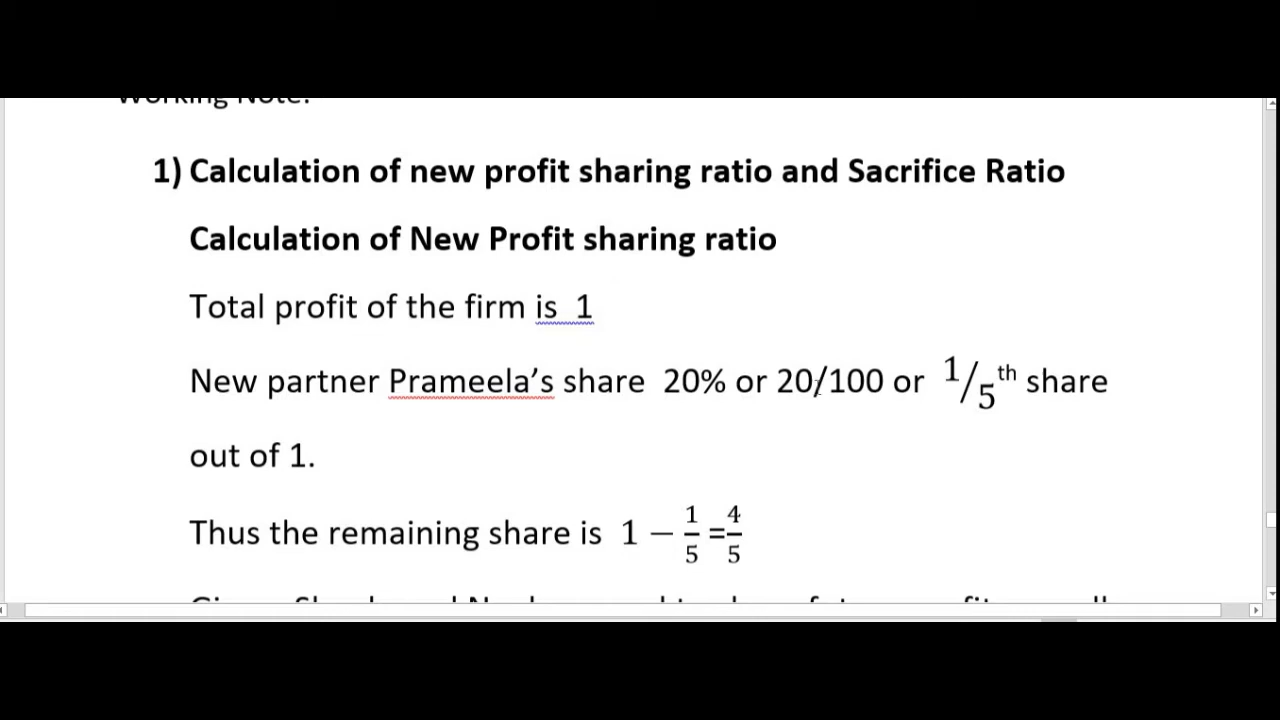 Working Note:
1) Calculation of new profit sharing ratio and Sacrifice Ratio
Calculation of New Profit sharing ratio
Total profit of the firm is 1
New partner Prameela's share 20% or 20/100 or 1/5th share
out of 1.
Thus the remaining share is 1 − 1/5 = 4/5